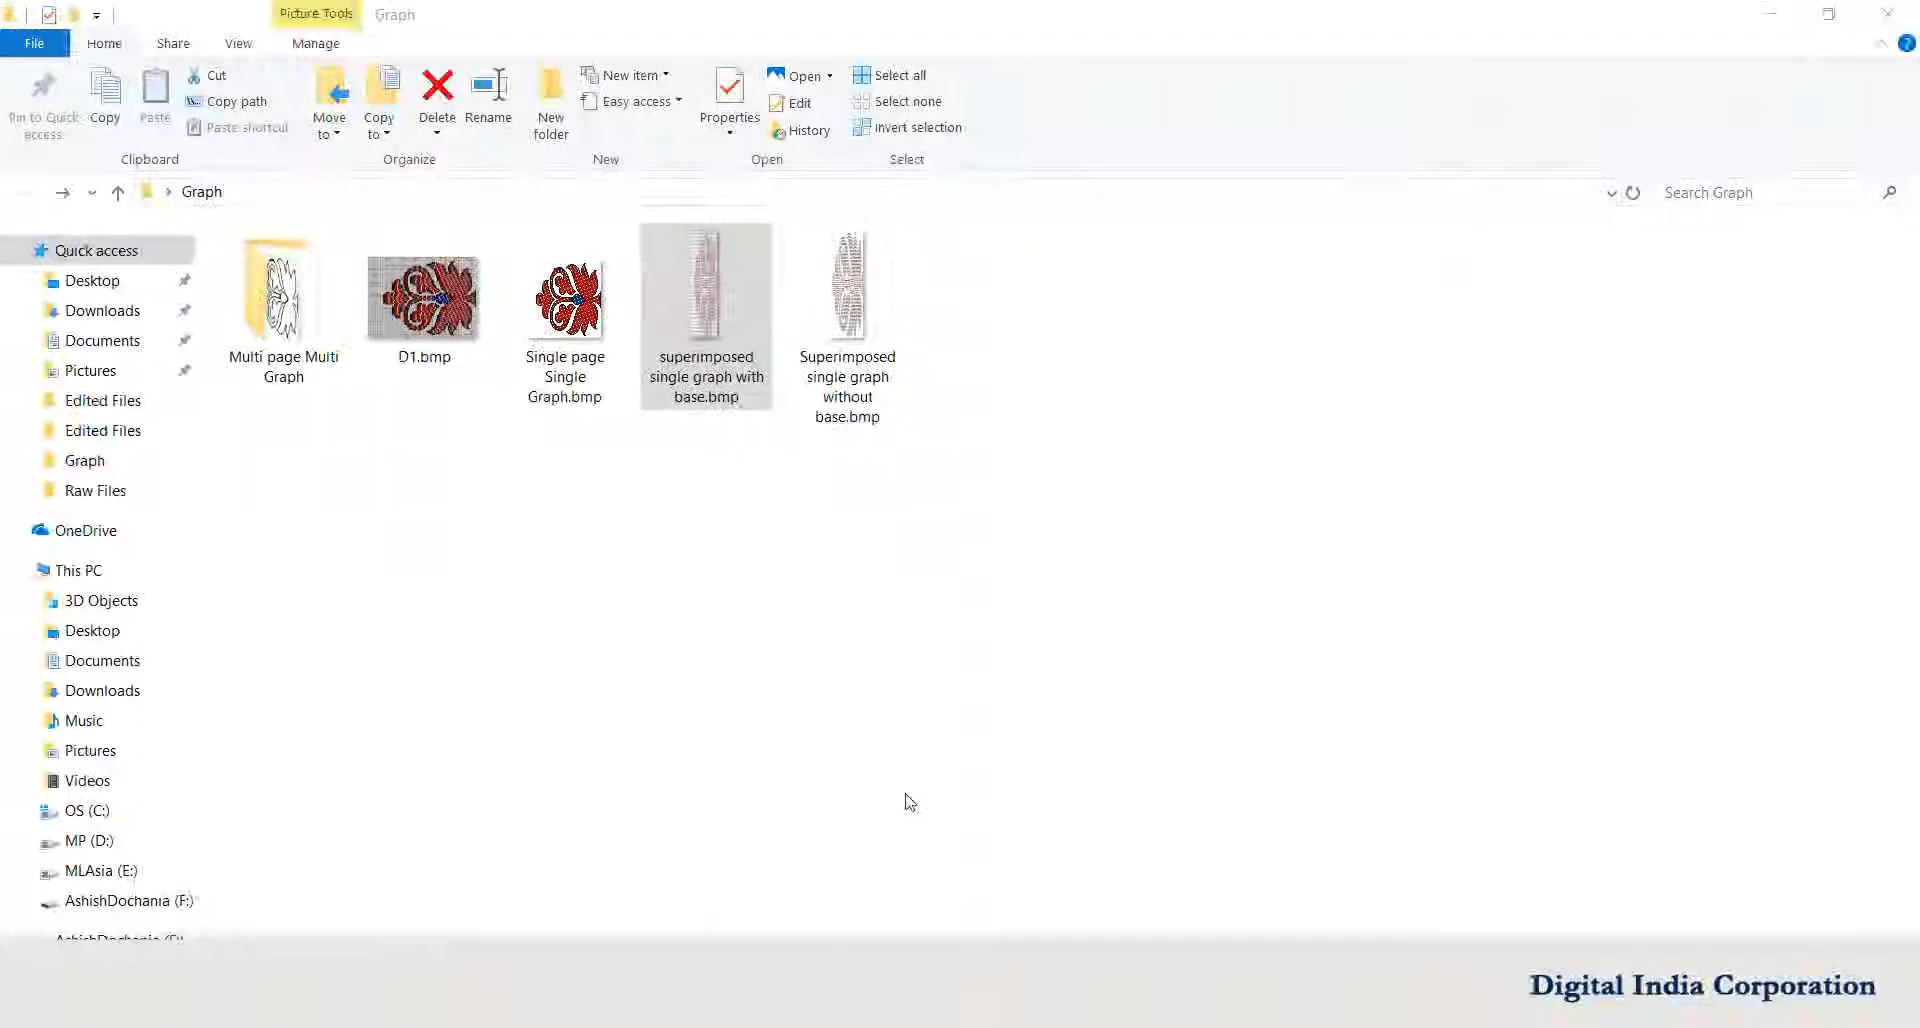 Picture Tools
Graph
File
Home
Share
View
Manage
Pin to Quick
access
Copy
Paste
Cut
Copy path
Paste shortcut
Move
to
Copy
to
Delete
Rename
New
folder
New item
Easy access
Properties
Open
Edit
History
Select all
Select none
Invert selection
Clipboard
Organize
New
Open
Select
Graph
Search Graph
Quick access
Desktop
Downloads
Documents
Pictures
Edited Files
Edited Files
Graph
Raw Files
OneDrive
This PC
3D Objects
Desktop
Documents
Downloads
Music
Pictures
Videos
OS (C:)
MP (D:)
MLAsia (E:)
AshishDochania (F:)
Multi page Multi
Graph
D1.bmp
Single page
Single
Graph.bmp
superimposed
single graph with
base.bmp
Superimposed
single graph
without
base.bmp
Digital India Corporation